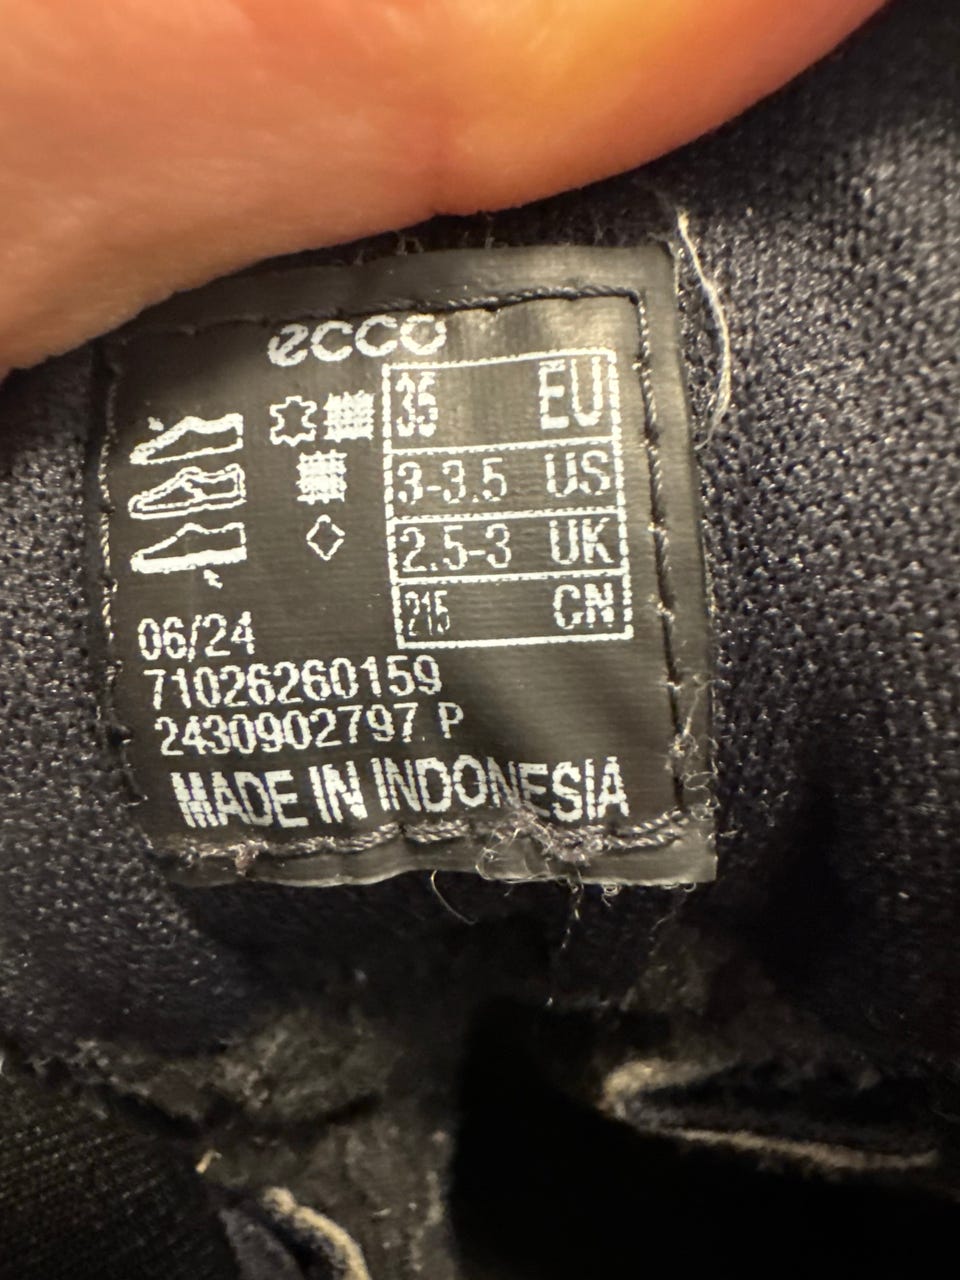 ecco
35 EU
3-3.5 US
2.5-3 UK
215 CN
06/24
71026260159
2430902797 P
MADE IN INDONESIA